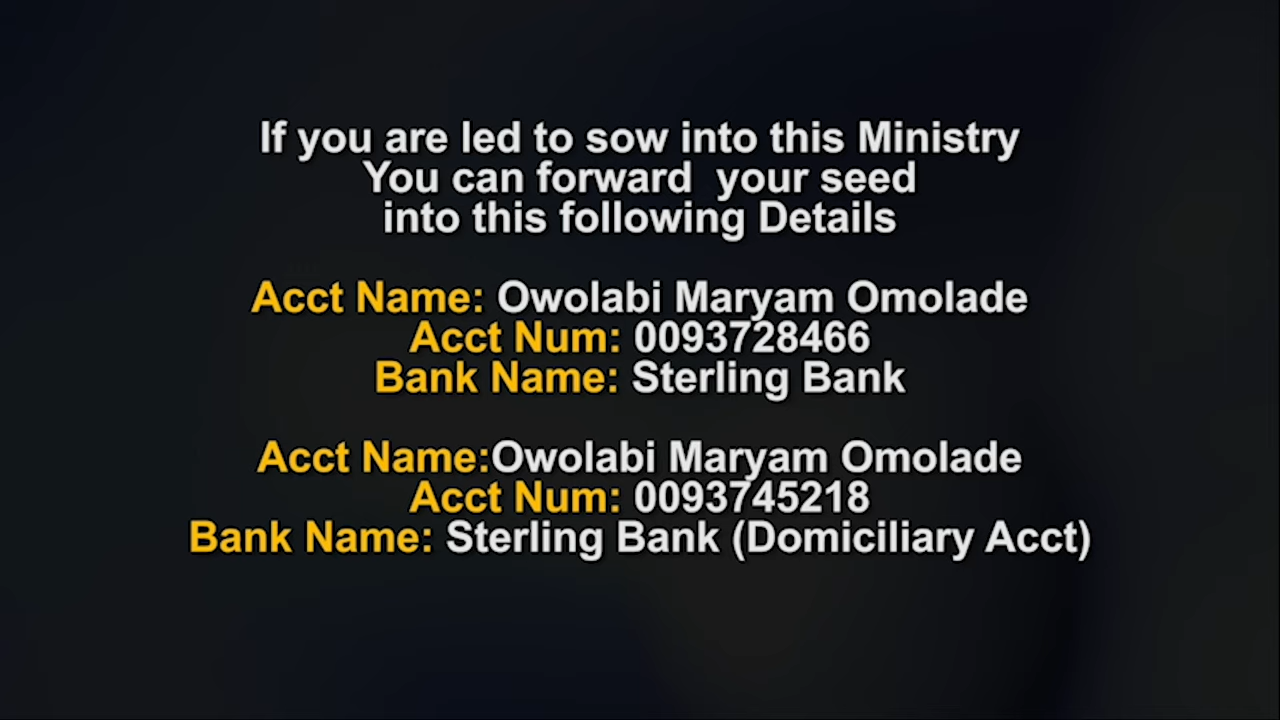 If you are led to sow into this Ministry
You can forward  your seed
into this following Details
Acct Name: Owolabi Maryam Omolade
Acct Num: 0093728466
Bank Name: Sterling Bank
Acct Name:Owolabi Maryam Omolade
Acct Num: 0093745218
Bank Name: Sterling Bank (Domiciliary Acct)